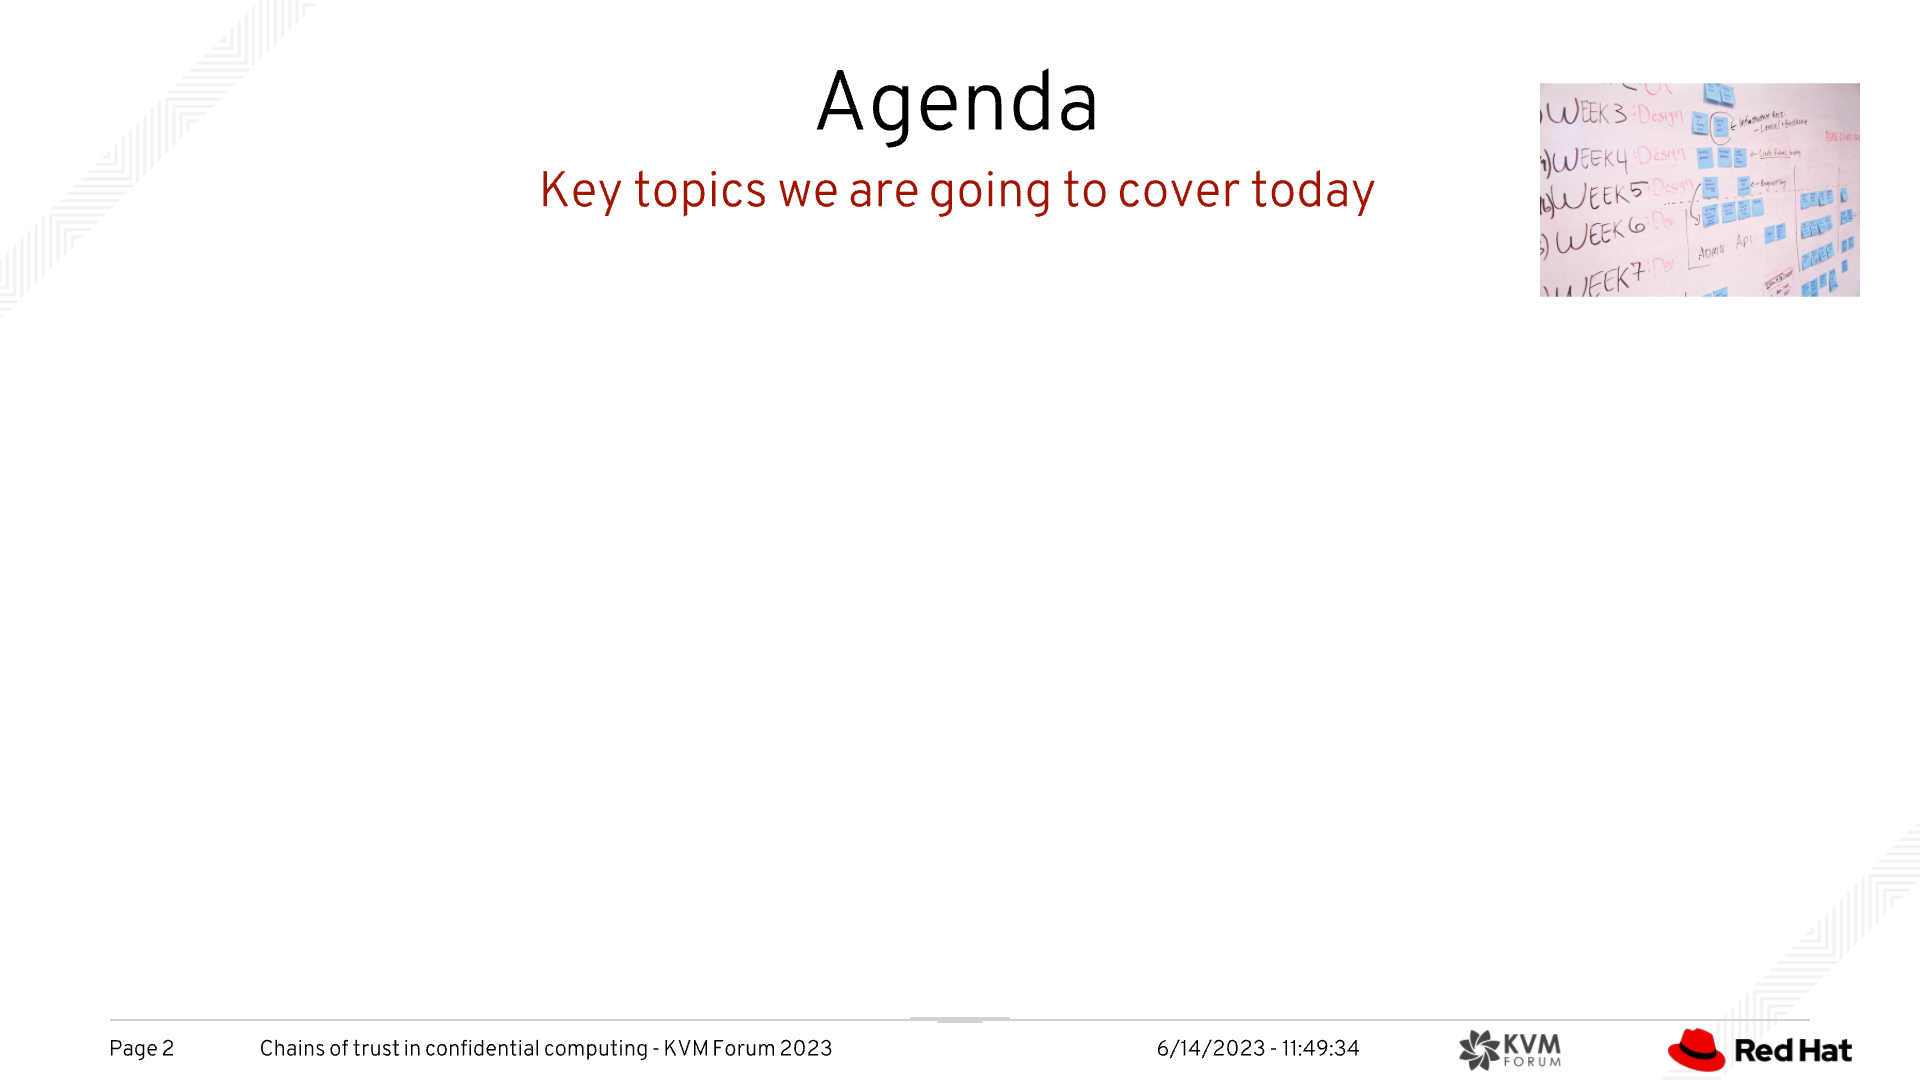 Agenda
Key topics we are going to cover today
WEEK 3: Design
WEEK 4: Design
WEEK 5: Design
WEEK 6: Dev
ADMIN API
WEEK 7: Dev
Page 2
Chains of trust in confidential computing - KVM Forum 2023
6/14/2023 - 11:49:34
KVM
FORUM
Red Hat